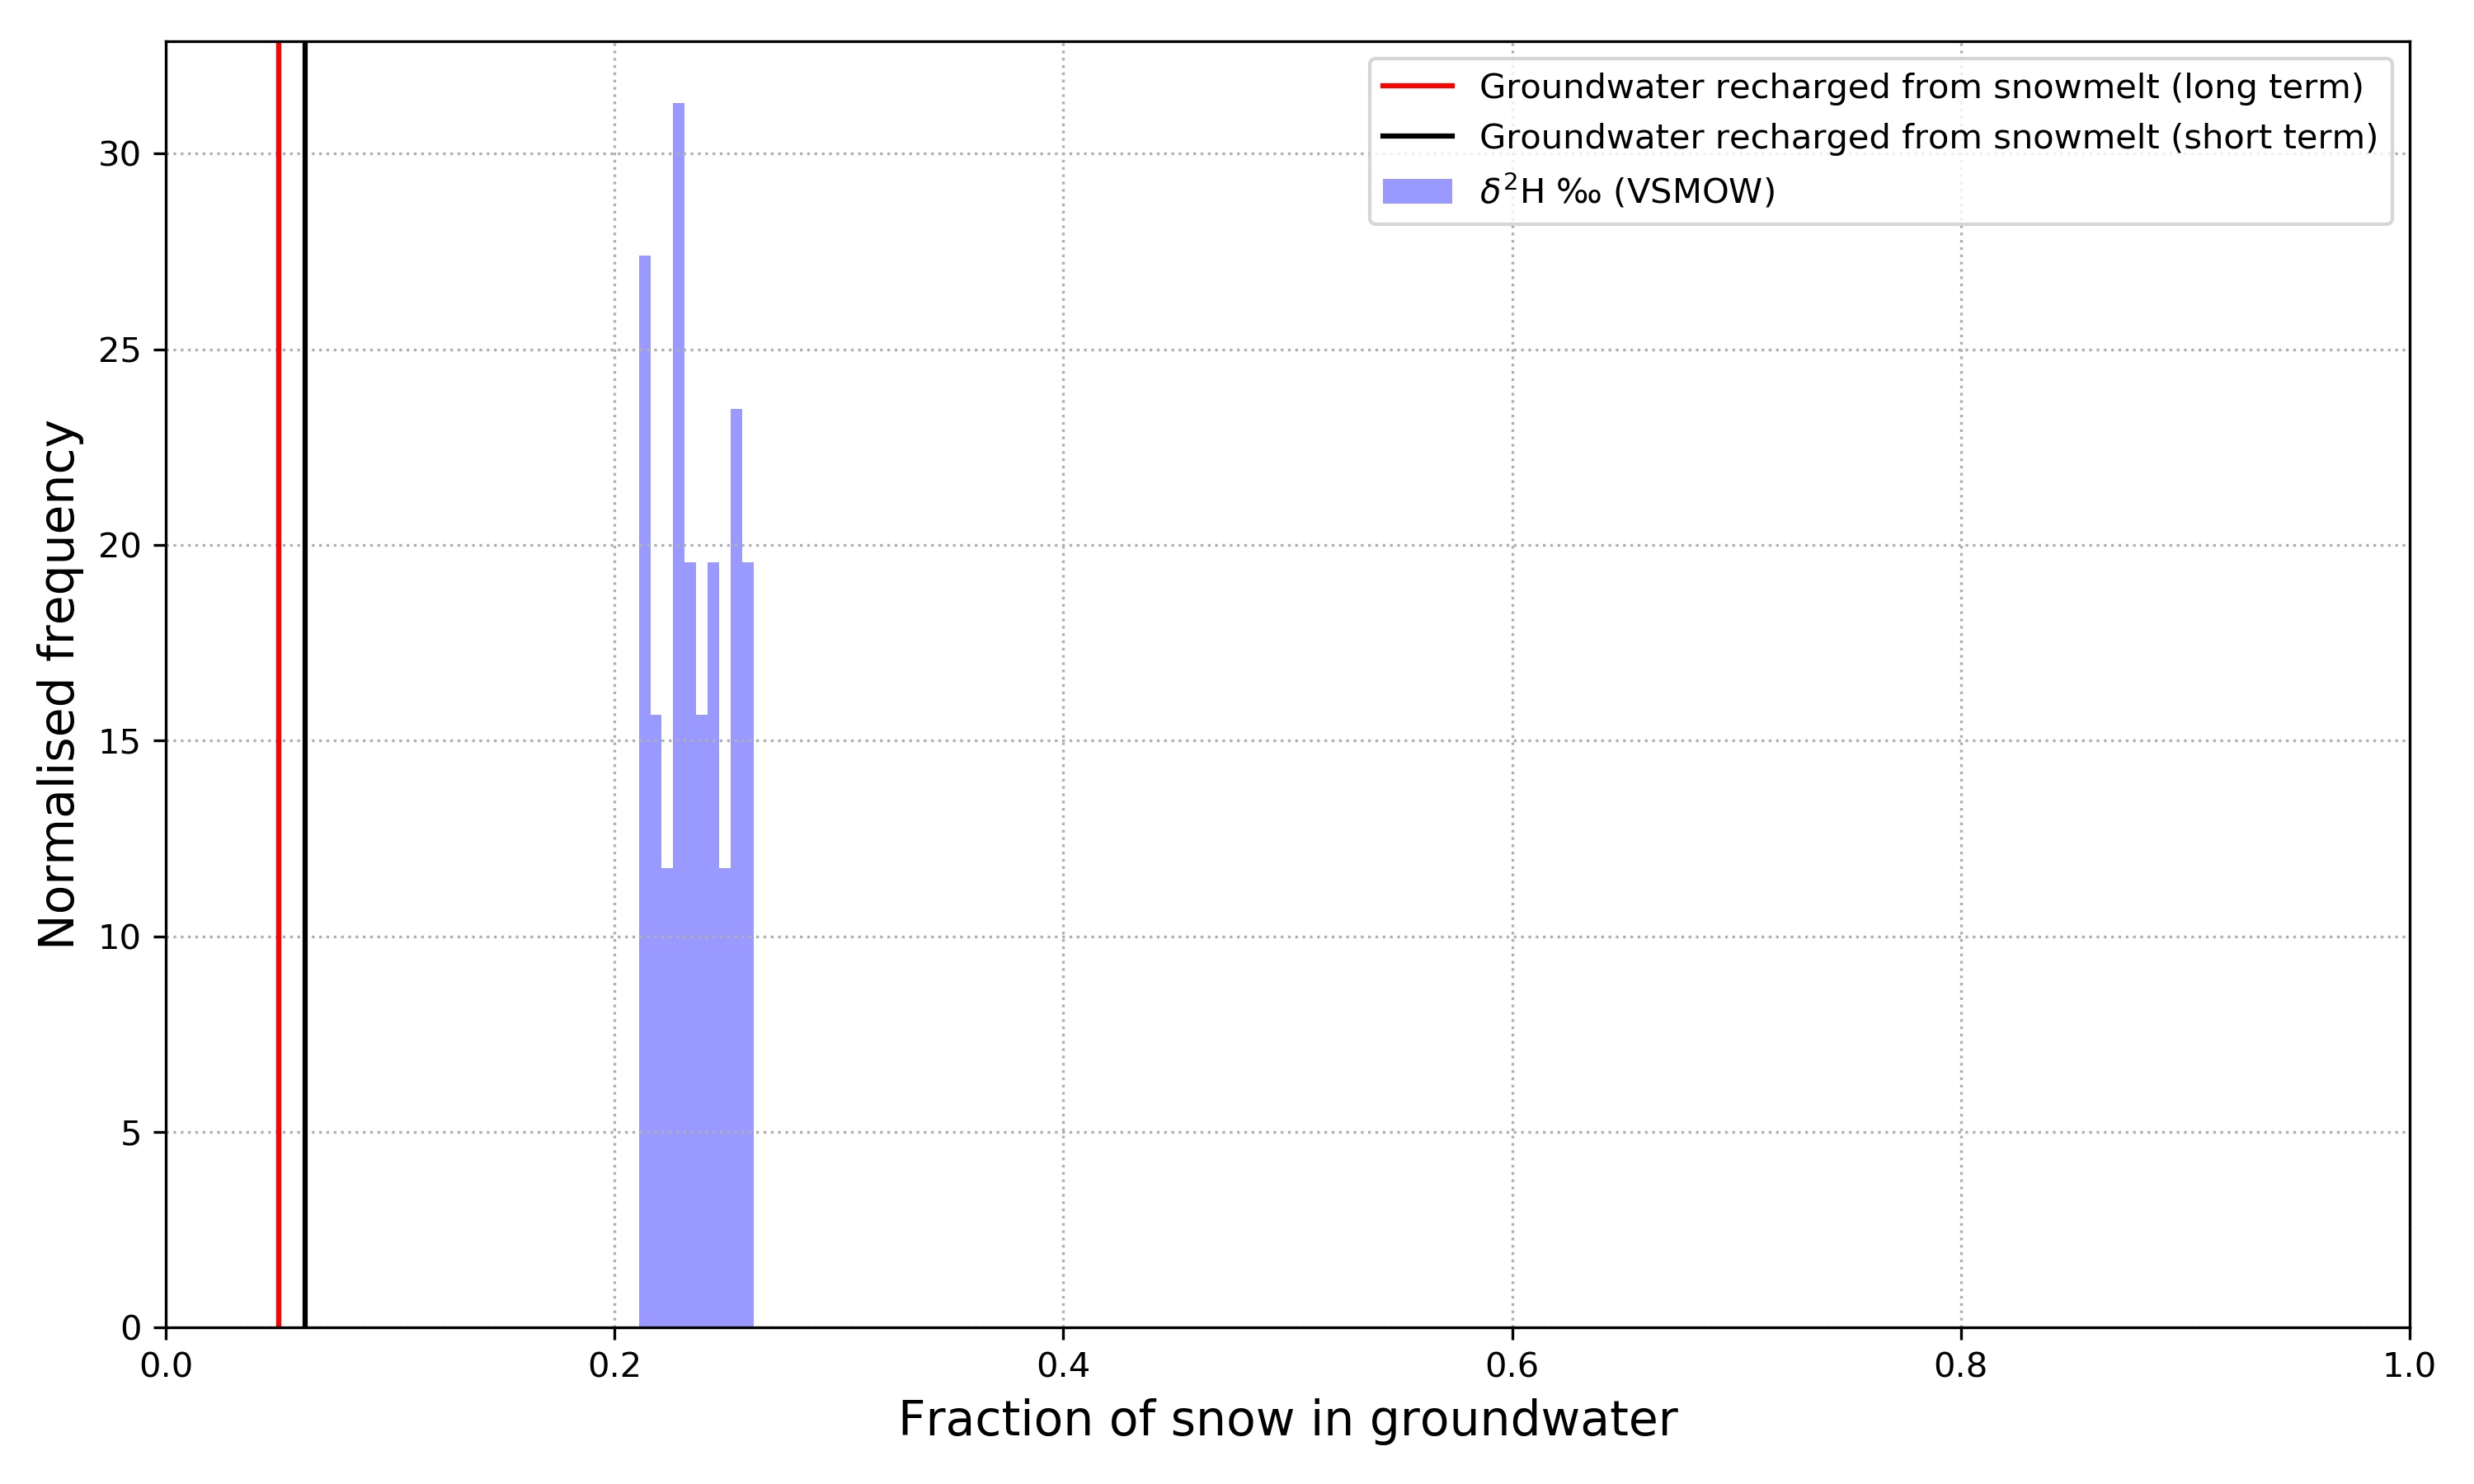 Groundwater recharged from snowmelt (long term)
Groundwater recharged from snowmelt (short term)
δ²H ‰ (VSMOW)
Normalised frequency
30
25
20
15
10
5
0
0.0 0.2 0.4 0.6 0.8 1.0
Fraction of snow in groundwater